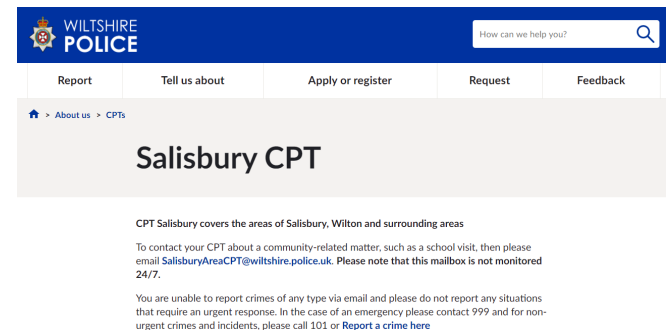 WILTSHIRE
POLICE
How can we help you?
Report Tell us about Apply or register Request Feedback
> About us > CPTs
Salisbury CPT
CPT Salisbury covers the areas of Salisbury, Wilton and surrounding areas
To contact your CPT about a community-related matter, such as a school visit, then please
email SalisburyAreaCPT@wiltshire.police.uk. Please note that this mailbox is not monitored
24/7.
You are unable to report crimes of any type via email and please do not report any situations
that require an urgent response. In the case of an emergency please contact 999 and for non-
urgent crimes and incidents, please call 101 or Report a crime here